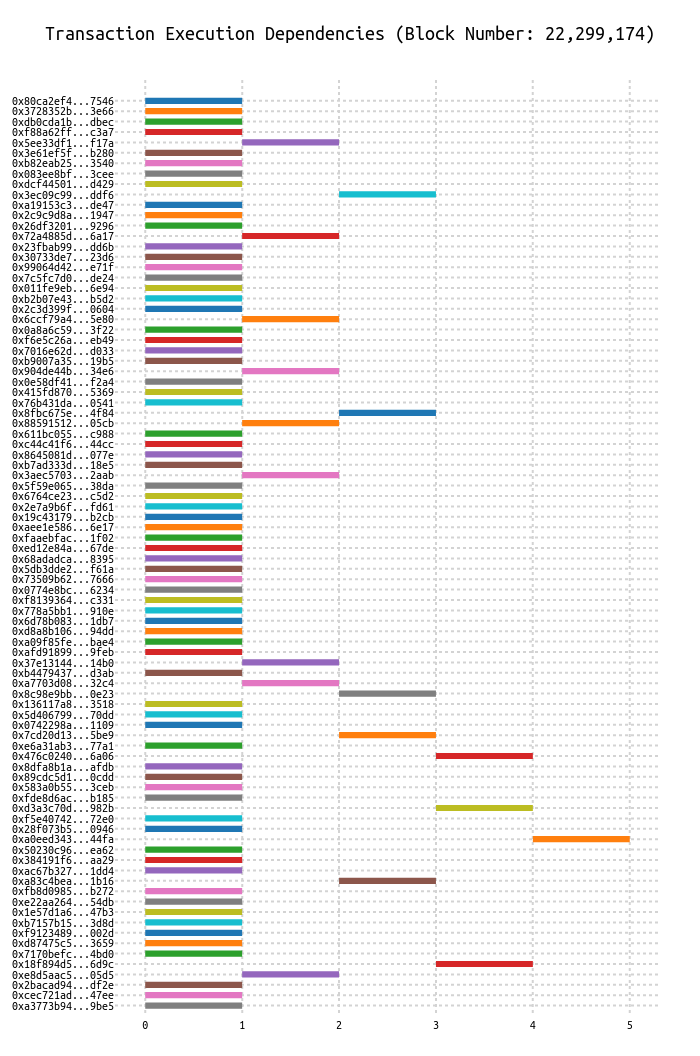 Transaction Execution Dependencies (Block Number: 22,299,174)
0x80ca2ef4...7546
0x3728352b...3e66
0xdb0cda1b...dbec
0xf88a62ff...c3a7
0x5ee33df1...f17a
0x3e61ef5f...b280
0xb82eab25...3540
0x083ee8bf...3cee
0xdcf44501...d429
0x3ec09c99...ddf6
0xa19153c3...de47
0x2c9c9d8a...1947
0x26df3201...9296
0x72a4885d...6a17
0x23fbab99...dd6b
0x30733de7...23d6
0x99064d42...e71f
0x7c5fc7d0...de24
0x011fe9eb...6e94
0xb2b07e43...b5d2
0x2c3d399f...0604
0x6ccf79a4...5e80
0x0a8a6c59...3f22
0xf6e5c26a...eb49
0x7016e62d...d033
0xb9007a35...19b5
0x904de44b...34e6
0x0e58df41...f2a4
0x415fd870...5369
0x76b431da...0541
0x8fbc675e...4f84
0x88591512...05cb
0x611bc055...c988
0xc44c41f6...44cc
0x8645081d...077e
0xb7ad333d...18e5
0x3aec5703...2aab
0x5f59e065...38da
0x6764ce23...c5d2
0x2e7a9b6f...fd61
0x19c43179...b2cb
0xaee1e586...6e17
0xfaaebfac...1f02
0xed12e84a...67de
0x68adadca...8395
0x5db3dde2...f61a
0x73509b62...7666
0x0774e8bc...6234
0xf8139364...c331
0x778a5bb1...910e
0x6d78b083...1db7
0xd8a8b106...94dd
0xa09f85fe...bae4
0xafd91899...9feb
0x37e13144...14b0
0xb4479437...d3ab
0xa7703d08...32c4
0x8c98e9bb...0e23
0x136117a8...3518
0x5d406799...70dd
0x0742298a...1109
0x7cd20d13...5be9
0xe6a31ab3...77a1
0x476c0240...6a06
0x8dfa8b1a...afdb
0x89cdc5d1...0cdd
0x583a0b55...3ceb
0xfde8d6ac...b185
0xd3a3c70d...982b
0xf5e40742...72e0
0x28f073b5...0946
0xa0eed343...44fa
0x50230c96...ea62
0x384191f6...aa29
0xac67b327...1dd4
0xa83c4bea...1b16
0xfb8d0985...b272
0xe22aa264...54db
0x1e57d1a6...47b3
0xb7157b15...3d8d
0xf9123489...002d
0xd87475c5...3659
0x7170befc...4bd0
0x18f894d5...6d9c
0xe8d5aac5...05d5
0x2bacad94...df2e
0xcec721ad...47ee
0xa3773b94...9be5
0 1 2 3 4 5